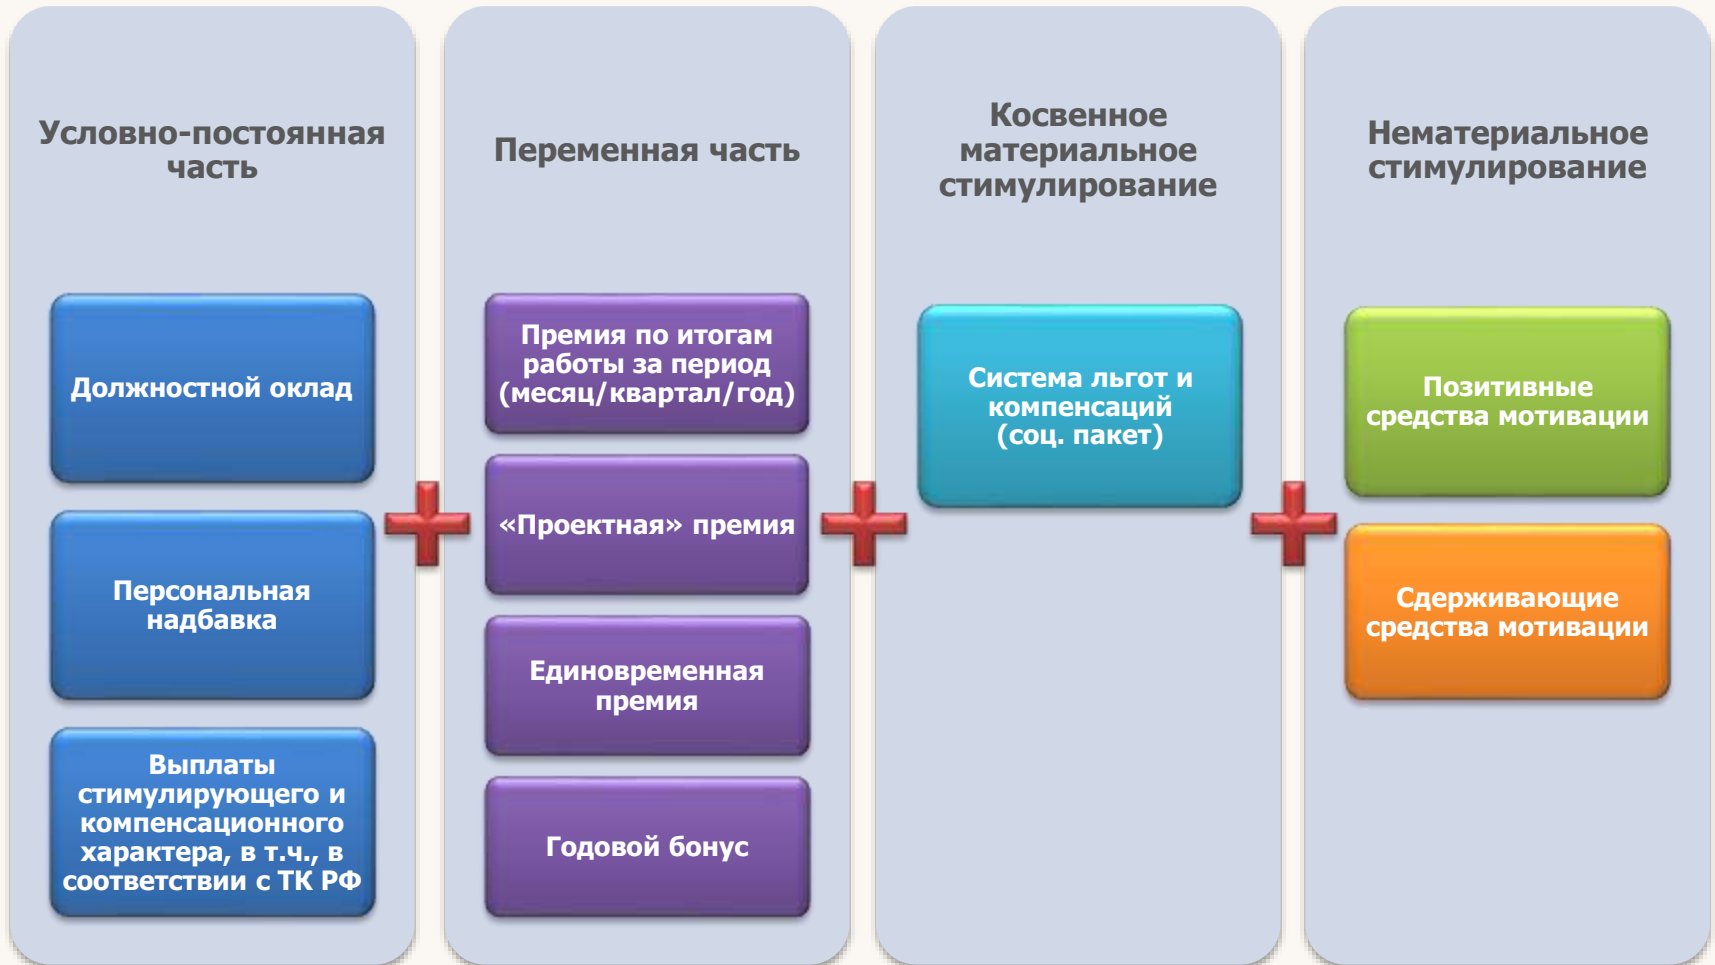 Условно-постоянная
часть
Должностной оклад
Персональная
надбавка
Выплаты
стимулирующего и
компенсационного
характера, в т.ч., в
соответствии с ТК РФ
Переменная часть
Премия по итогам
работы за период
(месяц/квартал/год)
«Проектная» премия
Единовременная
премия
Годовой бонус
Косвенное
материальное
стимулирование
Система льгот и
компенсаций
(соц. пакет)
Нематериальное
стимулирование
Позитивные
средства мотивации
Сдерживающие
средства мотивации